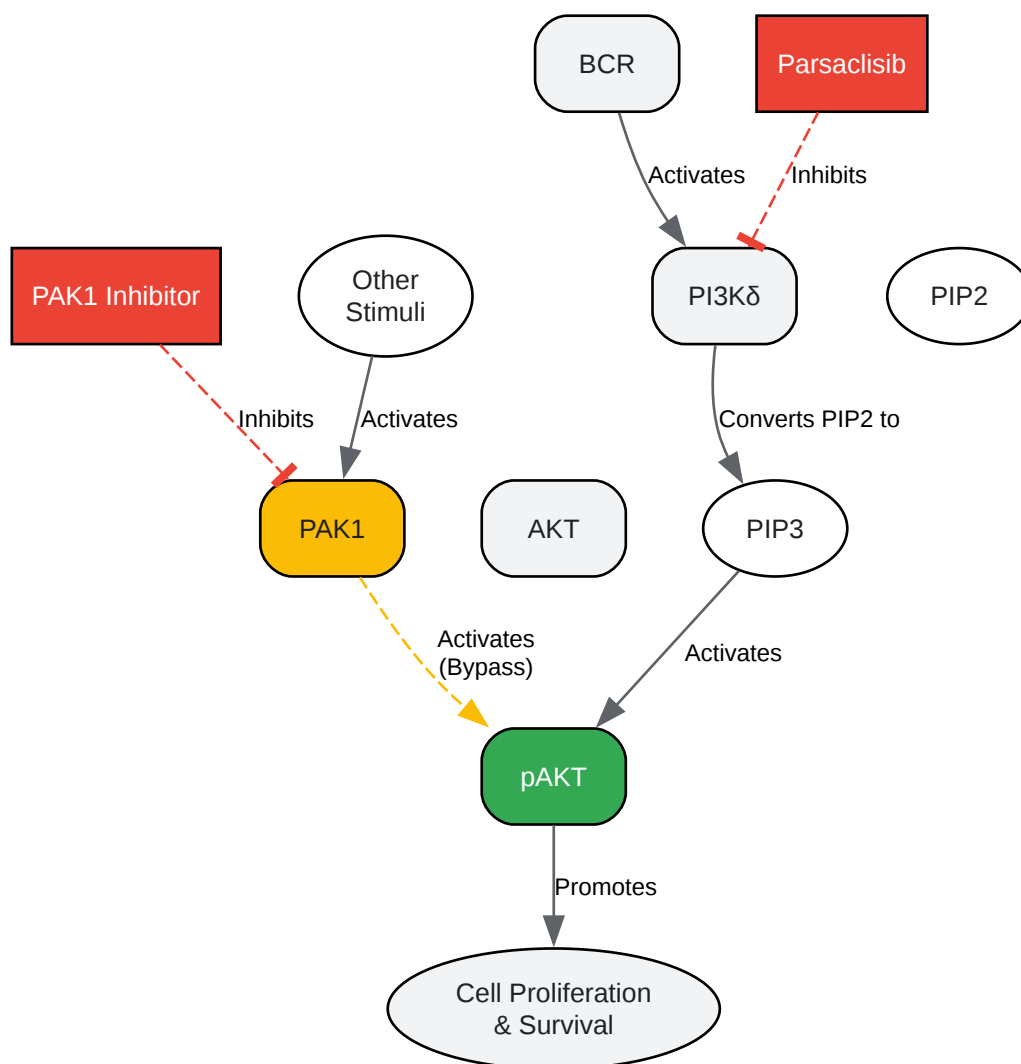 BCR
Parsaclisib
Activates
Inhibits
PAK1 Inhibitor
Other
Stimuli
PI3Kδ
PIP2
Inhibits
Activates
Converts PIP2 to
PAK1
AKT
PIP3
Activates
(Bypass)
Activates
pAKT
Promotes
Cell Proliferation
& Survival